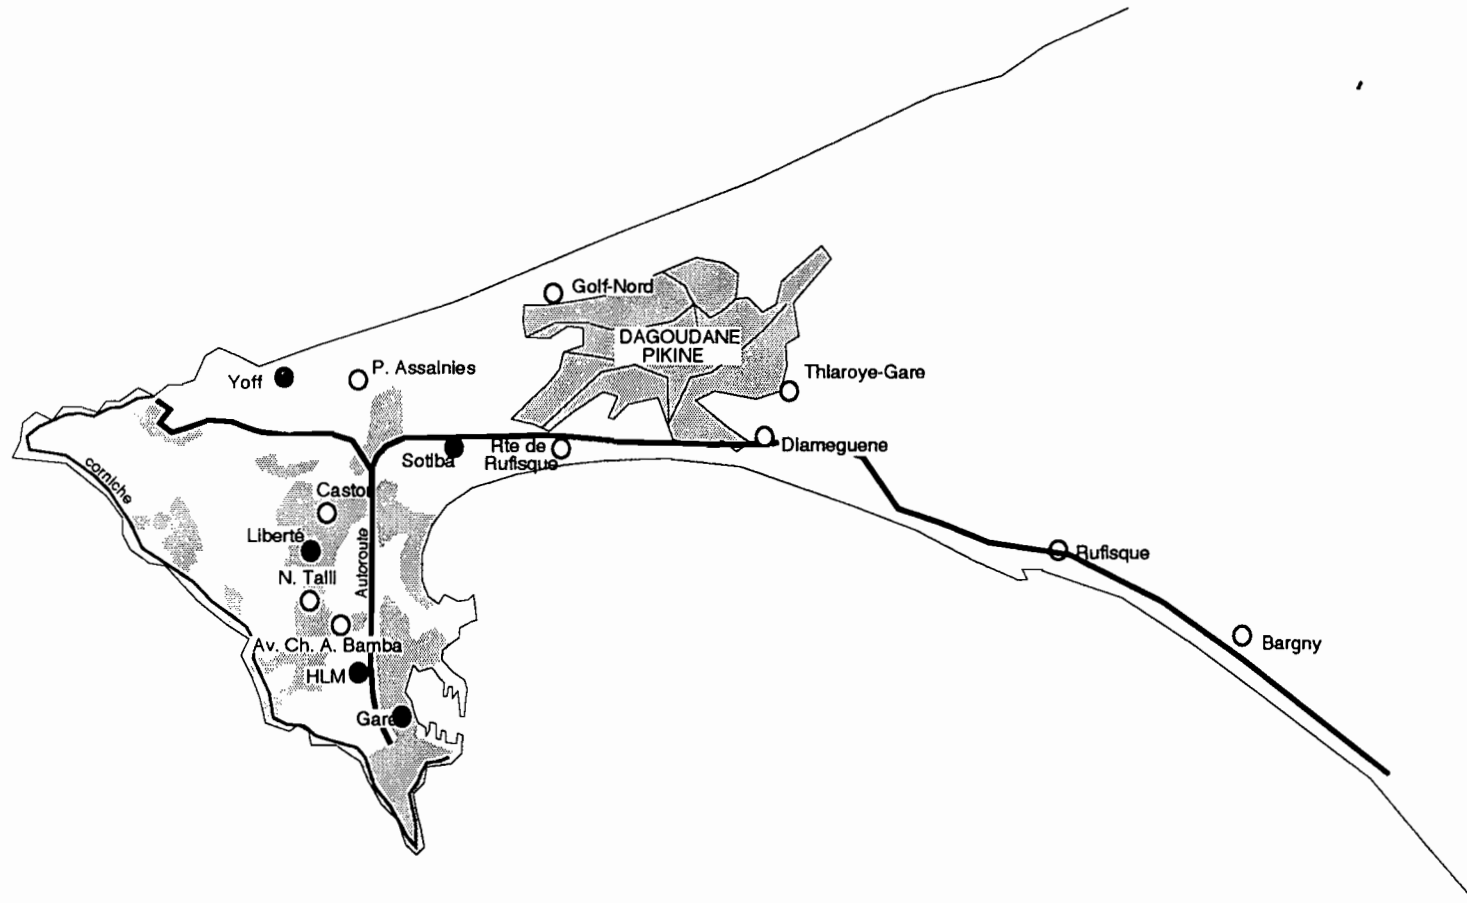 Golf-Nord
DAGOUDANE
PIKINE
P. Assainies
Yoff
Thiaroye-Gare
Diameguene
Sotiba
Rte de
Rufisque
corniche
Castor
Liberté
Autoroute
N. Talli
Rufisque
Av. Ch. A. Bamba
Bargny
HLM
Gare